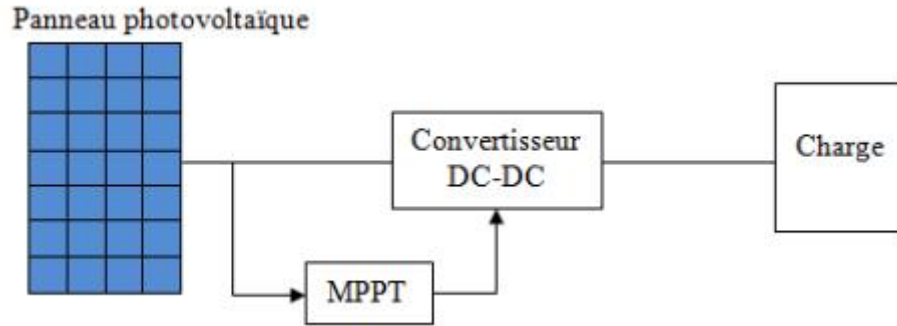 Panneau photovoltaïque
Convertisseur
DC-DC
Charge
MPPT